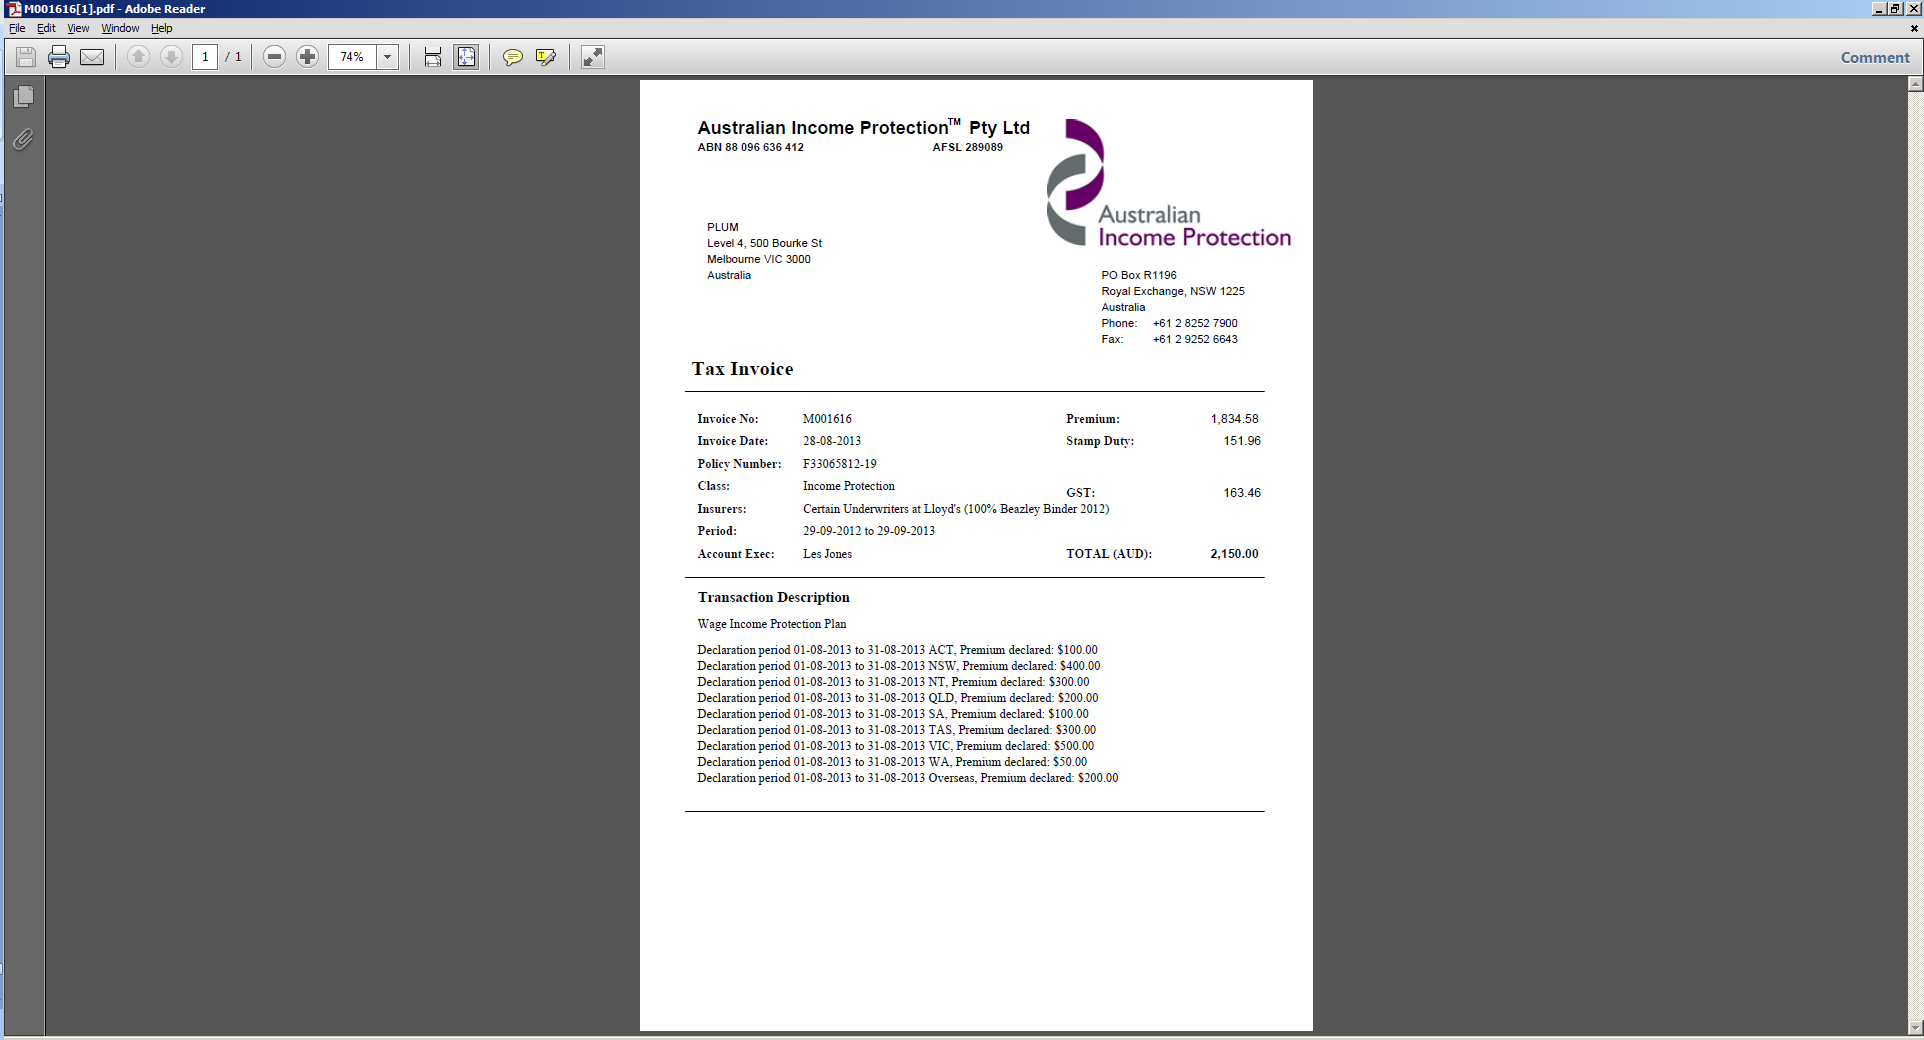 M001616[1].pdf - Adobe Reader
File Edit View Window Help
1 / 1 74% Comment
Australian Income Protection™ Pty Ltd
ABN 88 096 636 412 AFSL 289089
Australian
Income Protection
PLUM
Level 4, 500 Bourke St
Melbourne VIC 3000
Australia
PO Box R1196
Royal Exchange, NSW 1225
Australia
Phone: +61 2 8252 7900
Fax: +61 2 9252 6643
Tax Invoice
Invoice No: M001616 Premium: 1,834.58
Invoice Date: 28-08-2013 Stamp Duty: 151.96
Policy Number: F33065812-19
Class: Income Protection
GST: 163.46
Insurers: Certain Underwriters at Lloyd's (100% Beazley Binder 2012)
Period: 29-09-2012 to 29-09-2013
Account Exec: Les Jones TOTAL (AUD): 2,150.00
Transaction Description
Wage Income Protection Plan
Declaration period 01-08-2013 to 31-08-2013 ACT, Premium declared: $100.00
Declaration period 01-08-2013 to 31-08-2013 NSW, Premium declared: $400.00
Declaration period 01-08-2013 to 31-08-2013 NT, Premium declared: $300.00
Declaration period 01-08-2013 to 31-08-2013 QLD, Premium declared: $200.00
Declaration period 01-08-2013 to 31-08-2013 SA, Premium declared: $100.00
Declaration period 01-08-2013 to 31-08-2013 TAS, Premium declared: $300.00
Declaration period 01-08-2013 to 31-08-2013 VIC, Premium declared: $500.00
Declaration period 01-08-2013 to 31-08-2013 WA, Premium declared: $50.00
Declaration period 01-08-2013 to 31-08-2013 Overseas, Premium declared: $200.00